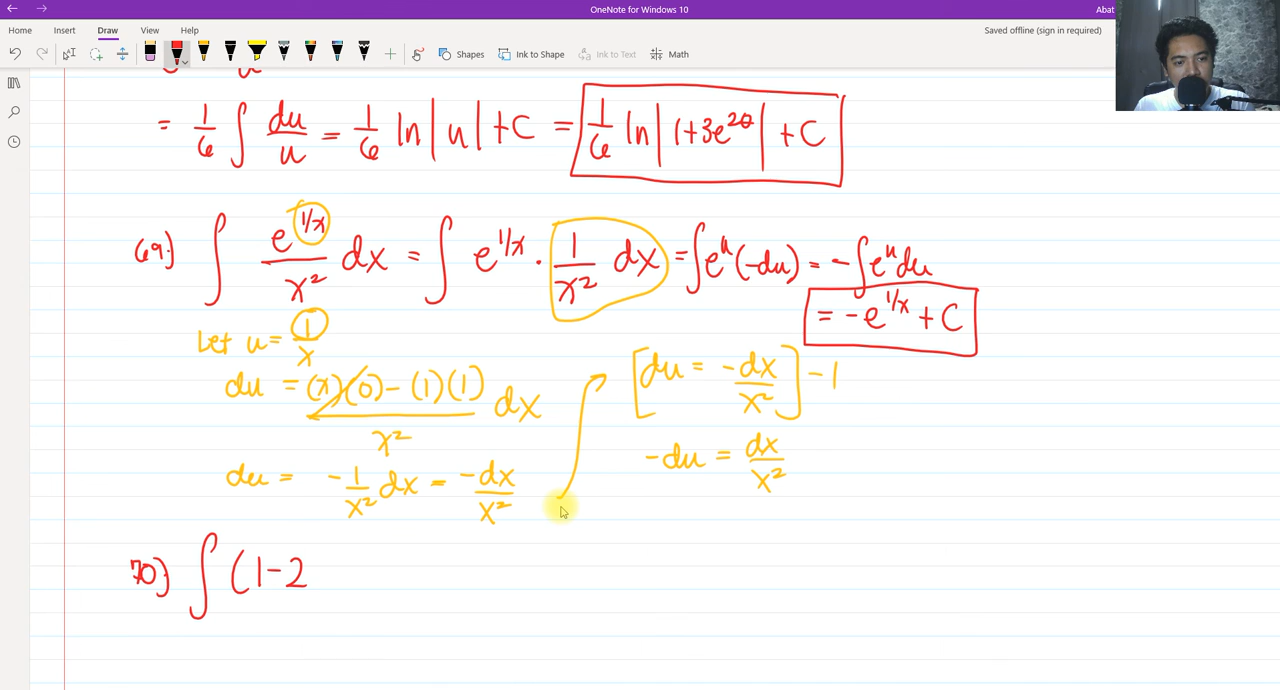 OneNote for Windows 10
Abat
Home Insert Draw View Help
Saved offline (sign in required)
Shapes Ink to Shape Ink to Text Math
u
= 1/6 ∫ du/u = 1/6 ln|u| + C = 1/6 ln|1+3e^{2θ}| + C
69.) ∫ e^{1/x}/x² dx = ∫ e^{1/x} · 1/x² dx = ∫ e^u (-du) = -∫ e^u du
= -e^{1/x} + C
Let u = 1/x
du = (x)(0) - (1)(1) / x² dx
[du = -dx/x²] -1
-du = dx/x²
du = -1/x² dx = -dx/x²
70.) ∫ (1-2